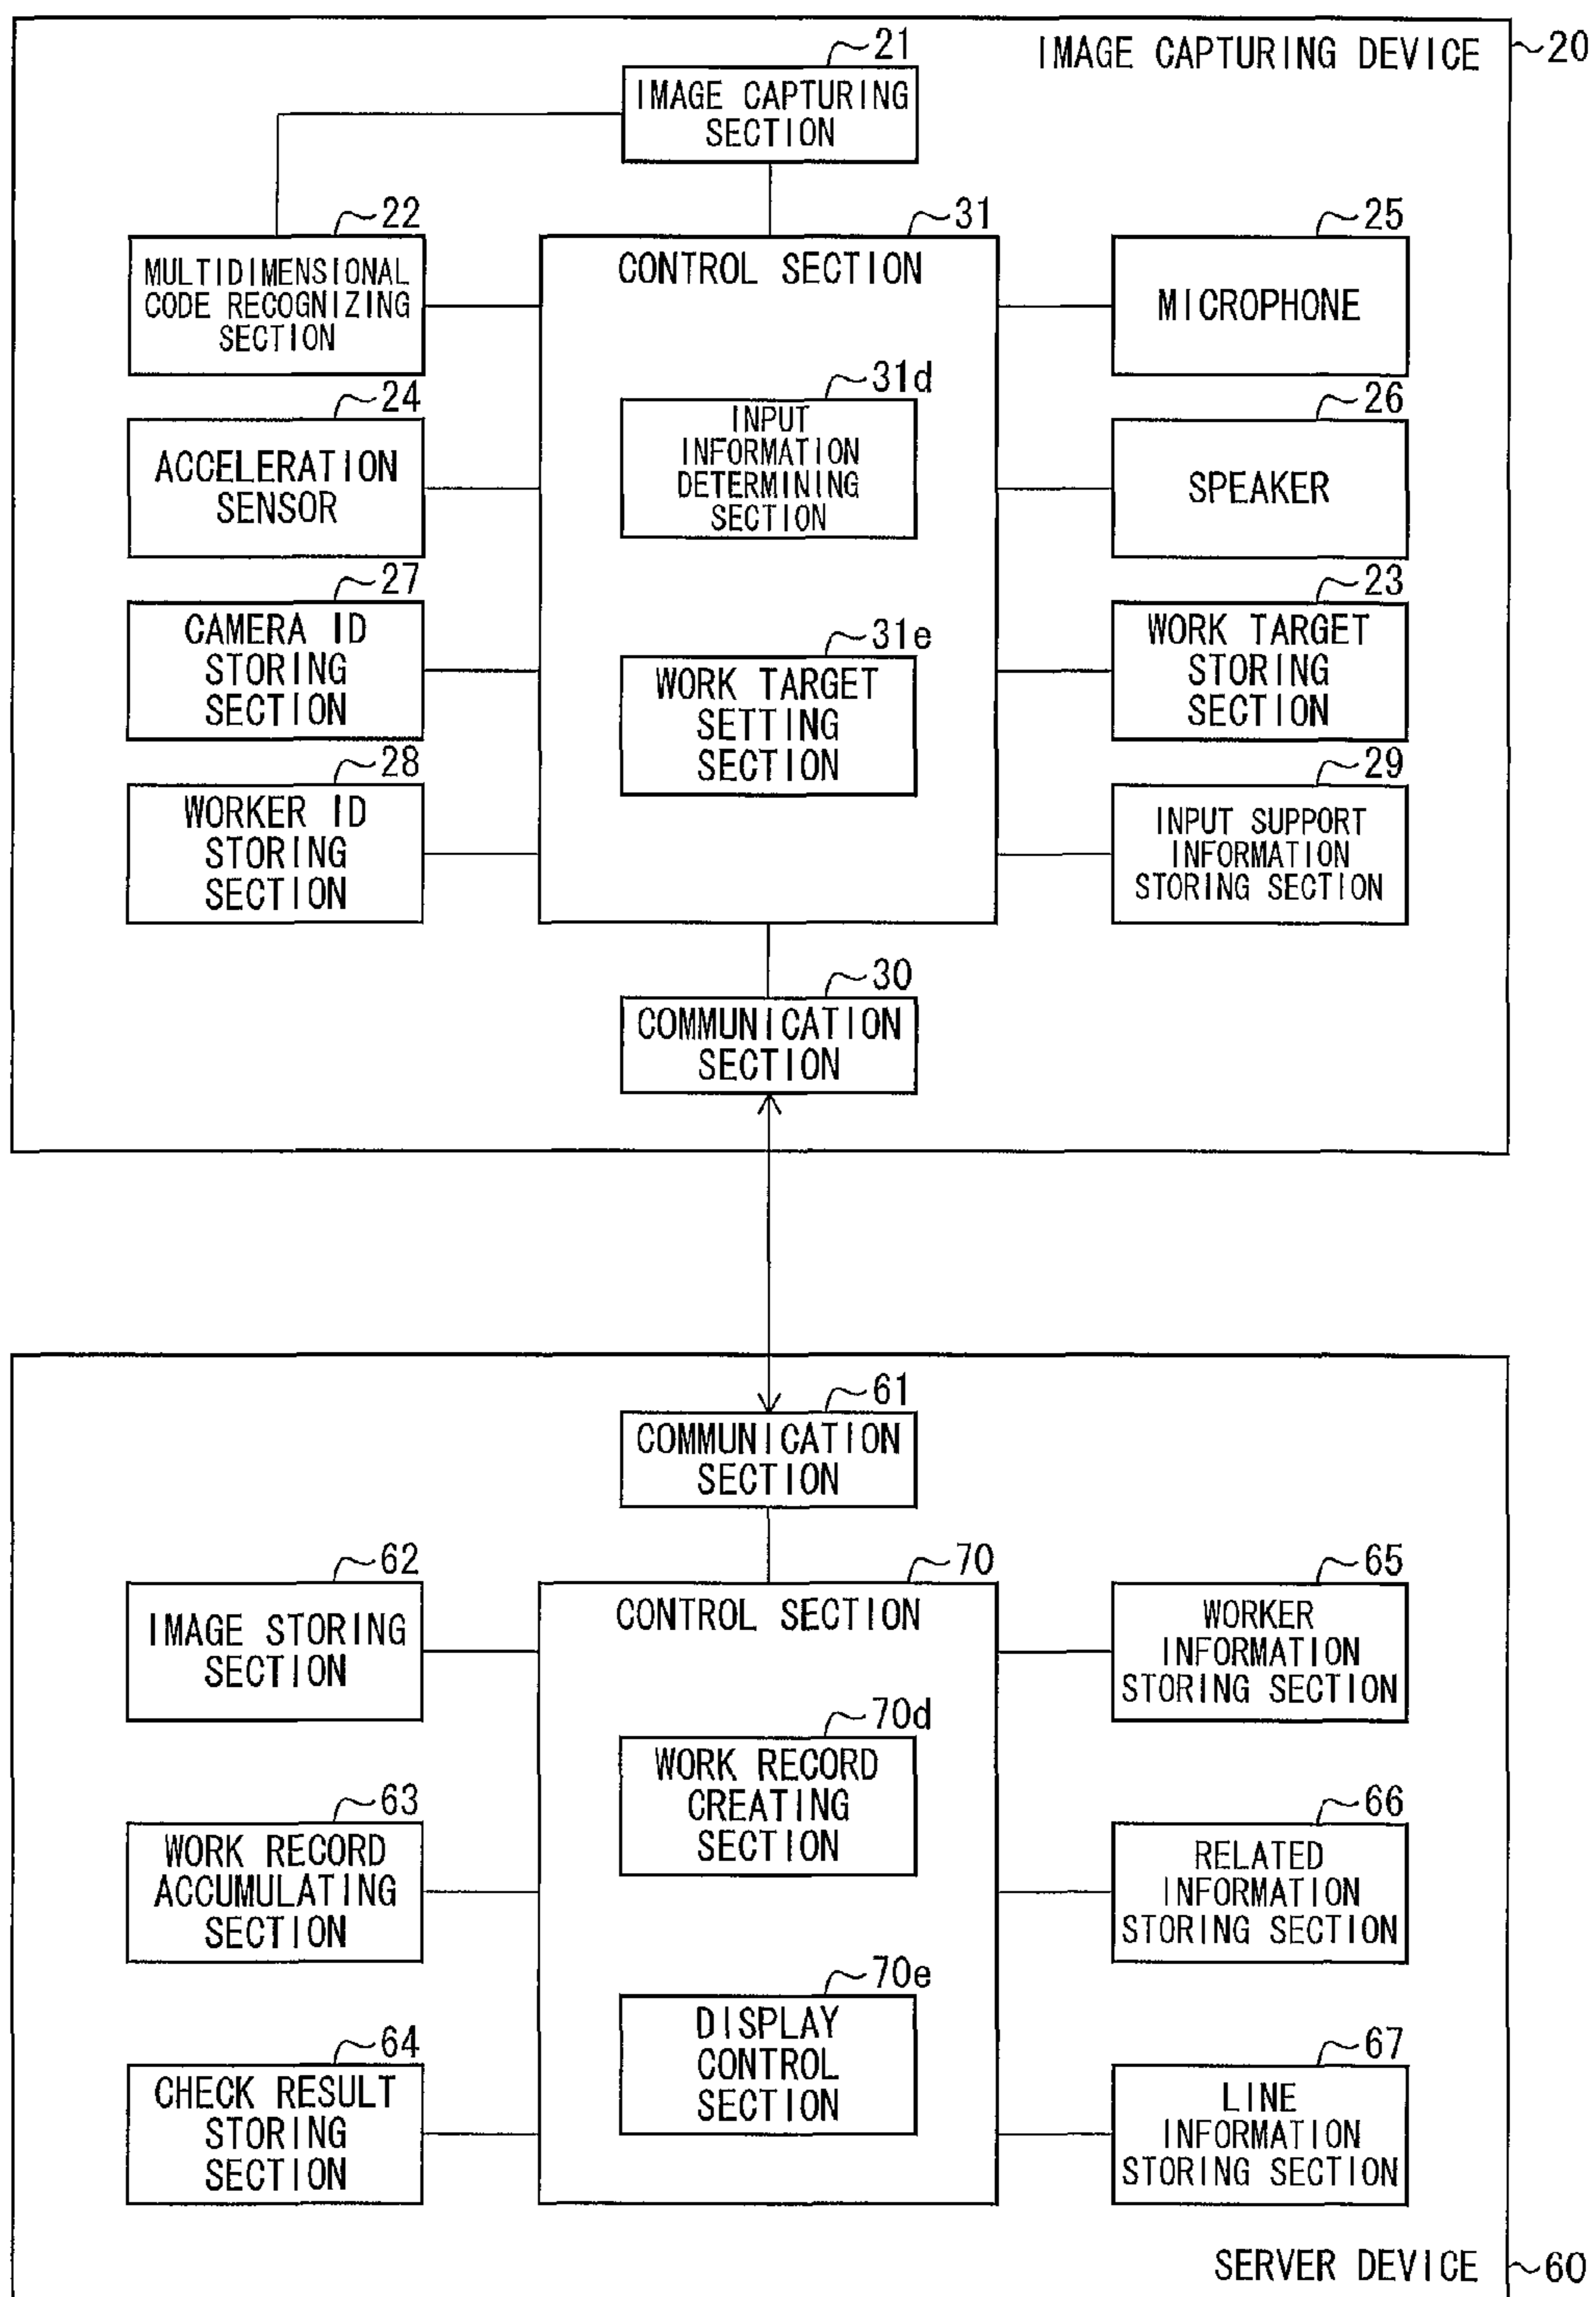 IMAGE CAPTURING DEVICE
20
21
IMAGE CAPTURING
SECTION
22
MULTIDIMENSIONAL
CODE RECOGNIZING
SECTION
31
CONTROL SECTION
25
MICROPHONE
24
ACCELERATION
SENSOR
31d
INPUT
INFORMATION
DETERMINING
SECTION
26
SPEAKER
27
CAMERA ID
STORING
SECTION
31e
WORK TARGET
SETTING
SECTION
23
WORK TARGET
STORING
SECTION
28
WORKER ID
STORING
SECTION
29
INPUT SUPPORT
INFORMATION
STORING SECTION
30
COMMUNICATION
SECTION
61
COMMUNICATION
SECTION
62
IMAGE STORING
SECTION
70
CONTROL SECTION
65
WORKER
INFORMATION
STORING SECTION
70d
WORK RECORD
CREATING
SECTION
63
WORK RECORD
ACCUMULATING
SECTION
66
RELATED
INFORMATION
STORING SECTION
70e
DISPLAY
CONTROL
SECTION
64
CHECK RESULT
STORING
SECTION
67
LINE
INFORMATION
STORING SECTION
SERVER DEVICE
60